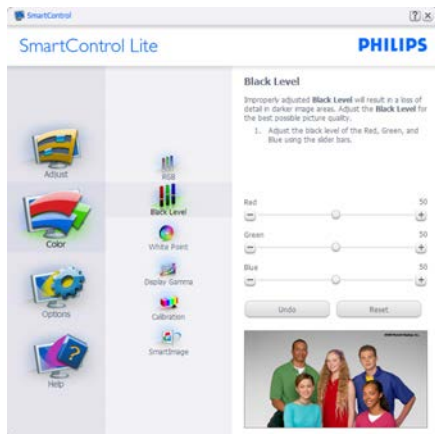 SmartControl
SmartControl Lite
PHILIPS
Adjust
Color
Options
Help
RGB
Black Level
White Point
Display Gamma
Calibration
SmartImage
Black Level
Improperly adjusted Black Level will result in a loss of
detail in darker image areas. Adjust the Black Level for
the best possible picture quality.
1. Adjust the black level of the Red, Green, and
Blue using the slider bars.
Red 50
Green 50
Blue 50
Undo Reset